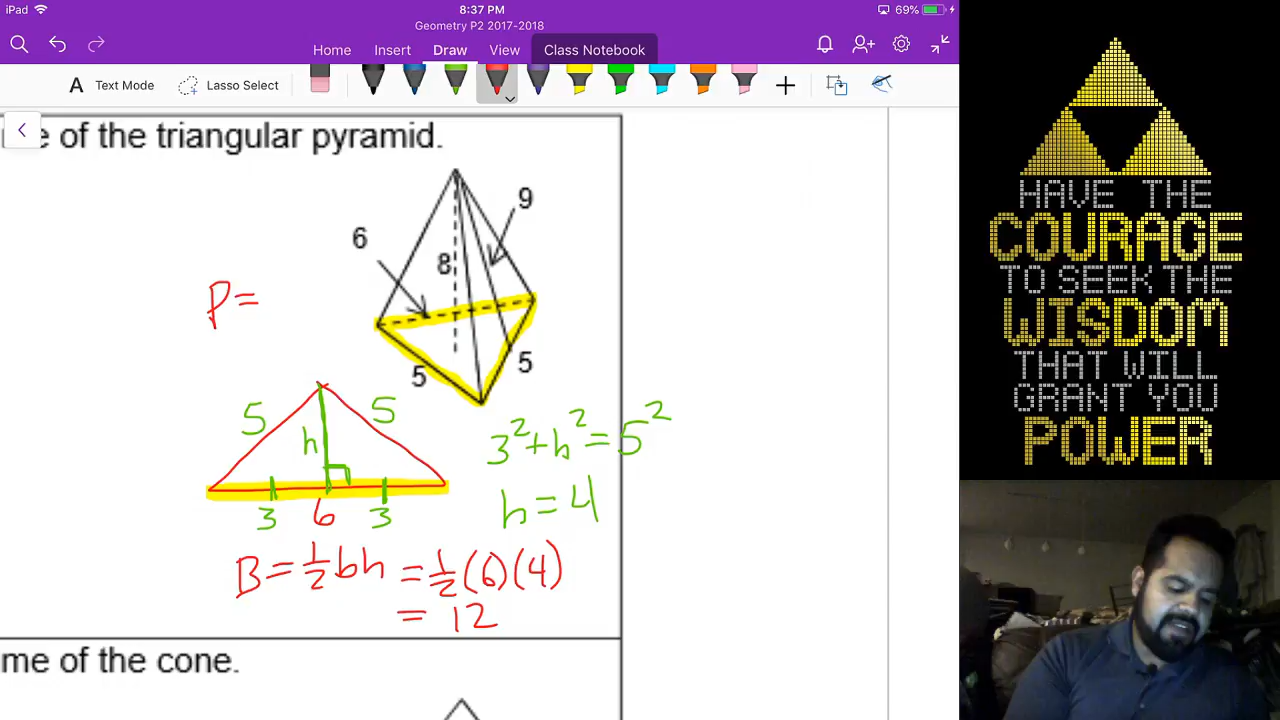 iPad 8:37 PM 69%
Geometry P2 2017-2018
Home Insert Draw View Class Notebook
A Text Mode Lasso Select
e of the triangular pyramid.
9
6
8
P=
5
5
5 5
h
3² + h² = 5²
3 6 3
h = 4
B = 1/2 bh = 1/2 (6)(4)
= 12
me of the cone.
HAVE THE
COURAGE
TO SEEK THE
WISDOM
THAT WILL
GRANT YOU
POWER